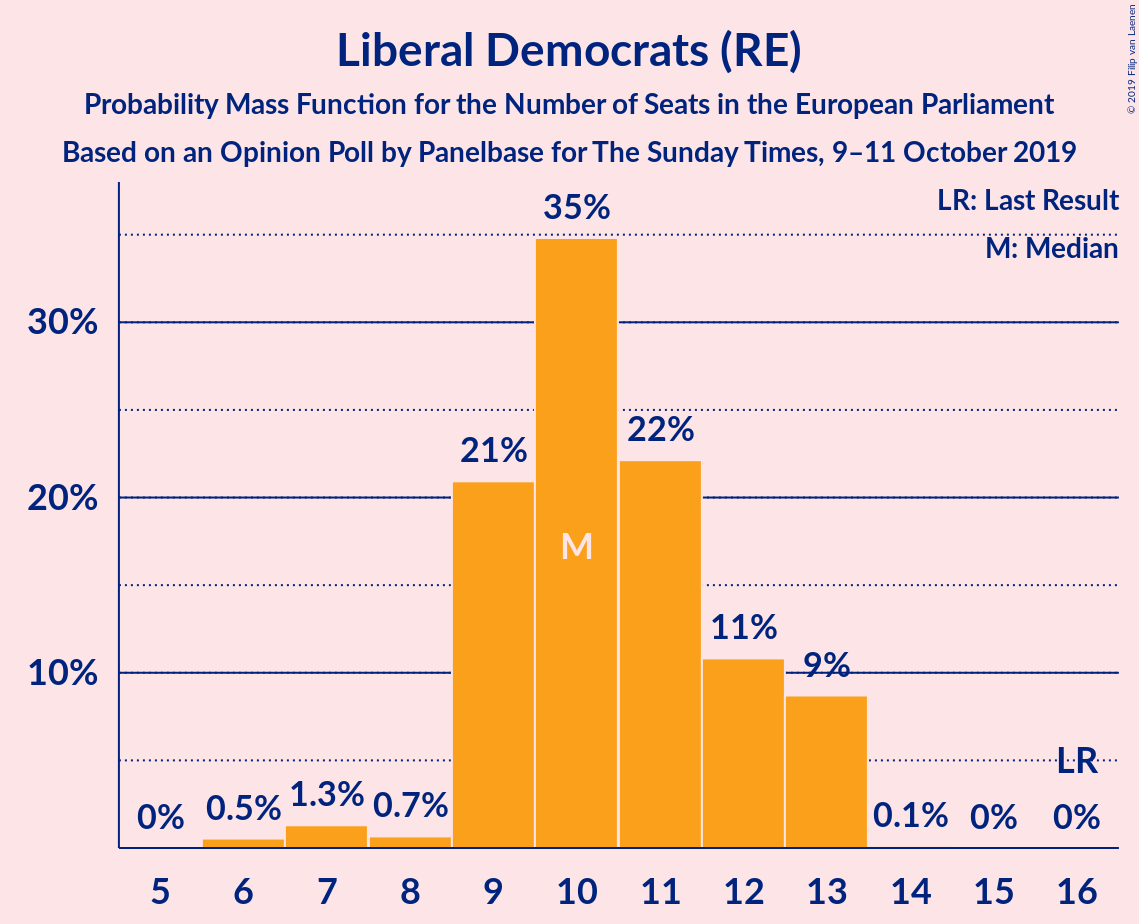 Liberal Democrats (RE)
Probability Mass Function for the Number of Seats in the European Parliament
Based on an Opinion Poll by Panelbase for The Sunday Times, 9–11 October 2019
© 2019 Filip van Laenen
LR: Last Result
M: Median
35%
30%
22%
21%
20%
M
11%
10%
9%
LR
0%
0.5%
1.3%
0.7%
0.1%
0%
0%
5 6 7 8 9 10 11 12 13 14 15 16